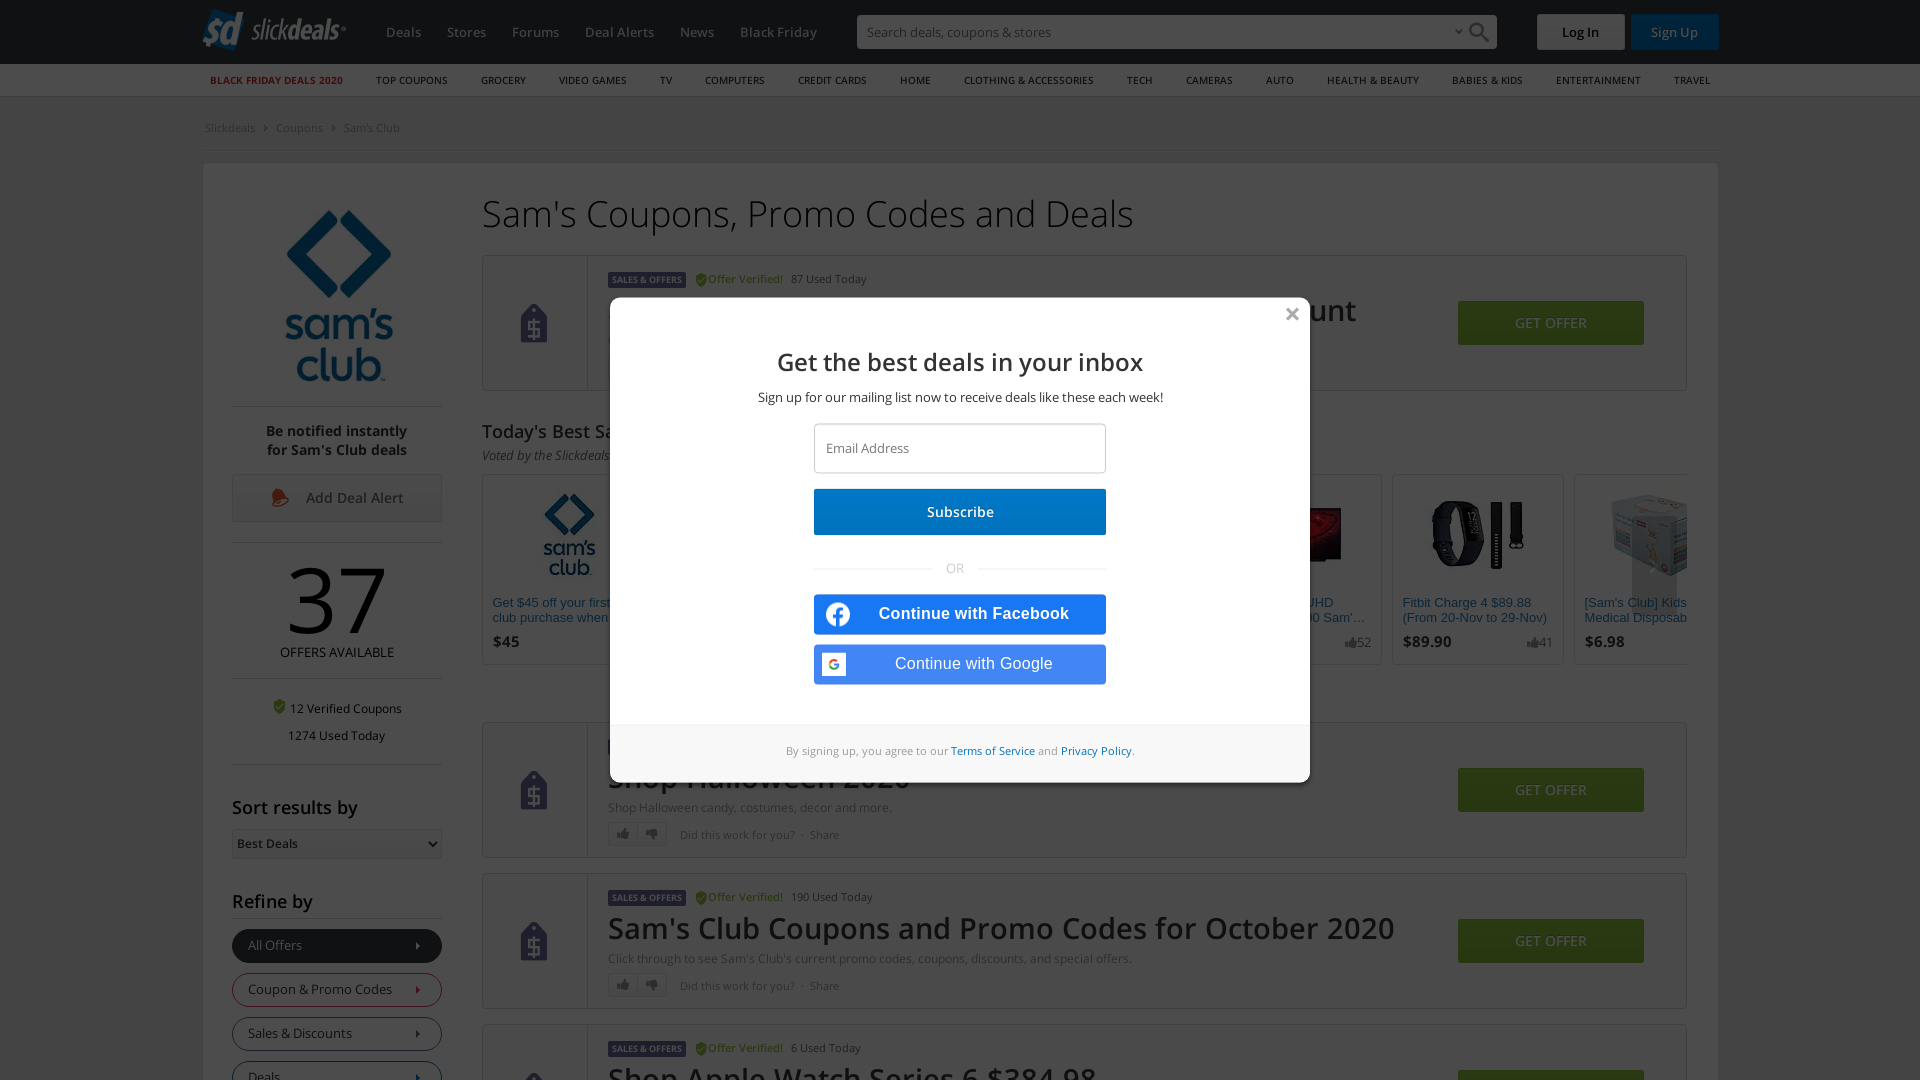 sd slickdeals
Deals
Stores
Forums
Deal Alerts
News
Black Friday
Search deals, coupons & stores
Log In
Sign Up
BLACK FRIDAY DEALS 2020
TOP COUPONS
GROCERY
VIDEO GAMES
TV
COMPUTERS
CREDIT CARDS
HOME
CLOTHING & ACCESSORIES
TECH
CAMERAS
AUTO
HEALTH & BEAUTY
BABIES & KIDS
ENTERTAINMENT
TRAVEL
Slickdeals
Coupons
Sam's Club
sam's
club
Be notified instantly
for Sam's Club deals
Add Deal Alert
37
OFFERS AVAILABLE
12 Verified Coupons
1274 Used Today
Sort results by
Best Deals
Refine by
All Offers
Coupon & Promo Codes
Sales & Discounts
Deals
Sam's Coupons, Promo Codes and Deals
SALES & OFFERS
Offer Verified!
87 Used Today
unt
GET OFFER
Today's Best Sa
Voted by the Slickdeals
sam's
club
Get $45 off your first
club purchase when
$45
UHD
0 Sam'...
52
Fitbit Charge 4 $89.88
(From 20-Nov to 29-Nov)
$89.90
41
[Sam's Club] Kids
Medical Disposab
$6.98
Get the best deals in your inbox
Sign up for our mailing list now to receive deals like these each week!
Email Address
Subscribe
OR
Continue with Facebook
Continue with Google
By signing up, you agree to our Terms of Service and Privacy Policy.
Shop Halloween 2020
Shop Halloween candy, costumes, decor and more.
Did this work for you? · Share
GET OFFER
SALES & OFFERS
Offer Verified!
190 Used Today
Sam's Club Coupons and Promo Codes for October 2020
Click through to see Sam's Club's current promo codes, coupons, discounts, and special offers.
Did this work for you? · Share
GET OFFER
SALES & OFFERS
Offer Verified!
6 Used Today
Shop Apple Watch Series 6 $384.98